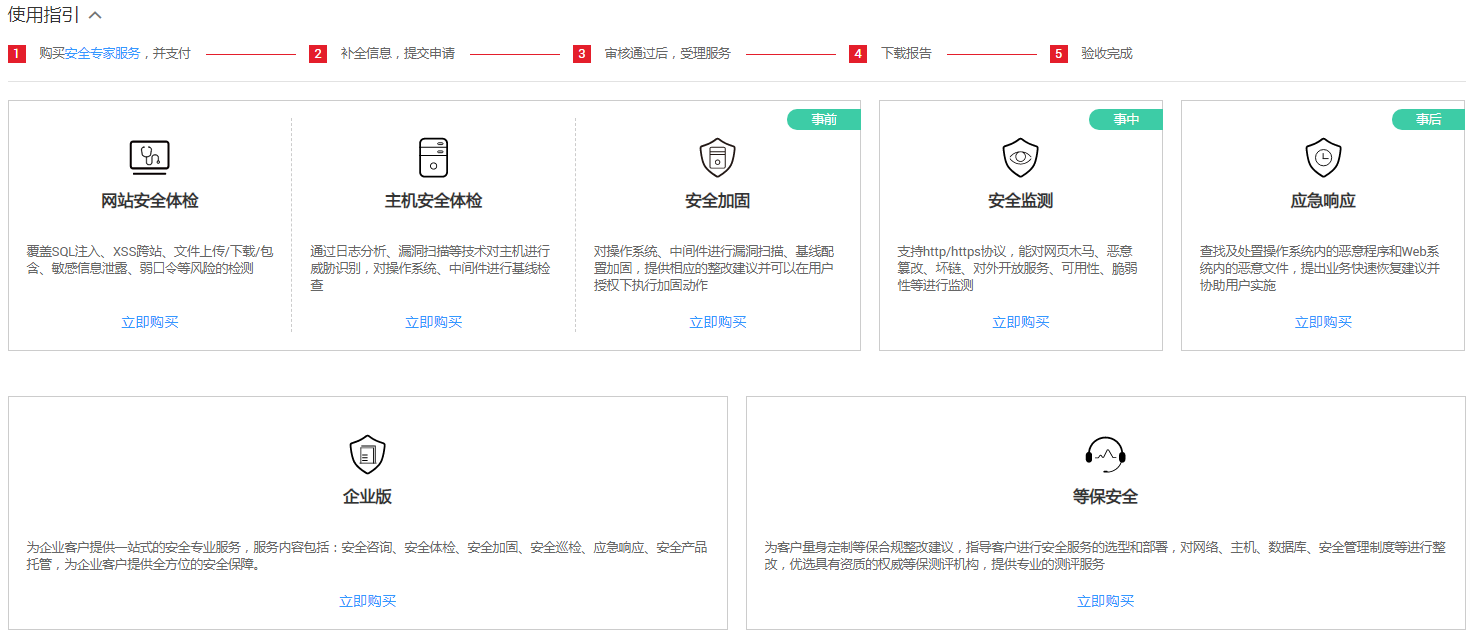 使用指引
1 购买安全专家服务，并支付 2 补全信息，提交申请 3 审核通过后，受理服务 4 下载报告 5 验收完成
事前
网站安全体检
覆盖SQL注入、XSS跨站、文件上传/下载/包
含、敏感信息泄露、弱口令等风险的检测
立即购买
主机安全体检
通过日志分析、漏洞扫描等技术对主机进行
威胁识别，对操作系统、中间件进行基线检
查
立即购买
安全加固
对操作系统、中间件进行漏洞扫描、基线配
置加固，提供相应的整改建议并可以在用户
授权下执行加固动作
立即购买
事中
安全监测
支持http/https协议，能对网页木马、恶意
篡改、坏链、对外开放服务、可用性、脆弱
性等进行监测
立即购买
事后
应急响应
查找及处置操作系统内的恶意程序和Web系
统内的恶意文件，提出业务快速恢复建议并
协助用户实施
立即购买
企业版
为企业客户提供一站式的安全专业服务，服务内容包括：安全咨询、安全体检、安全加固、安全巡检、应急响应、安全产品
托管，为企业客户提供全方位的安全保障。
立即购买
等保安全
为客户量身定制等保合规整改建议，指导客户进行安全服务的选型和部署，对网络、主机、数据库、安全管理制度等进行整
改，优选具有资质的权威等保测评机构，提供专业的测评服务
立即购买